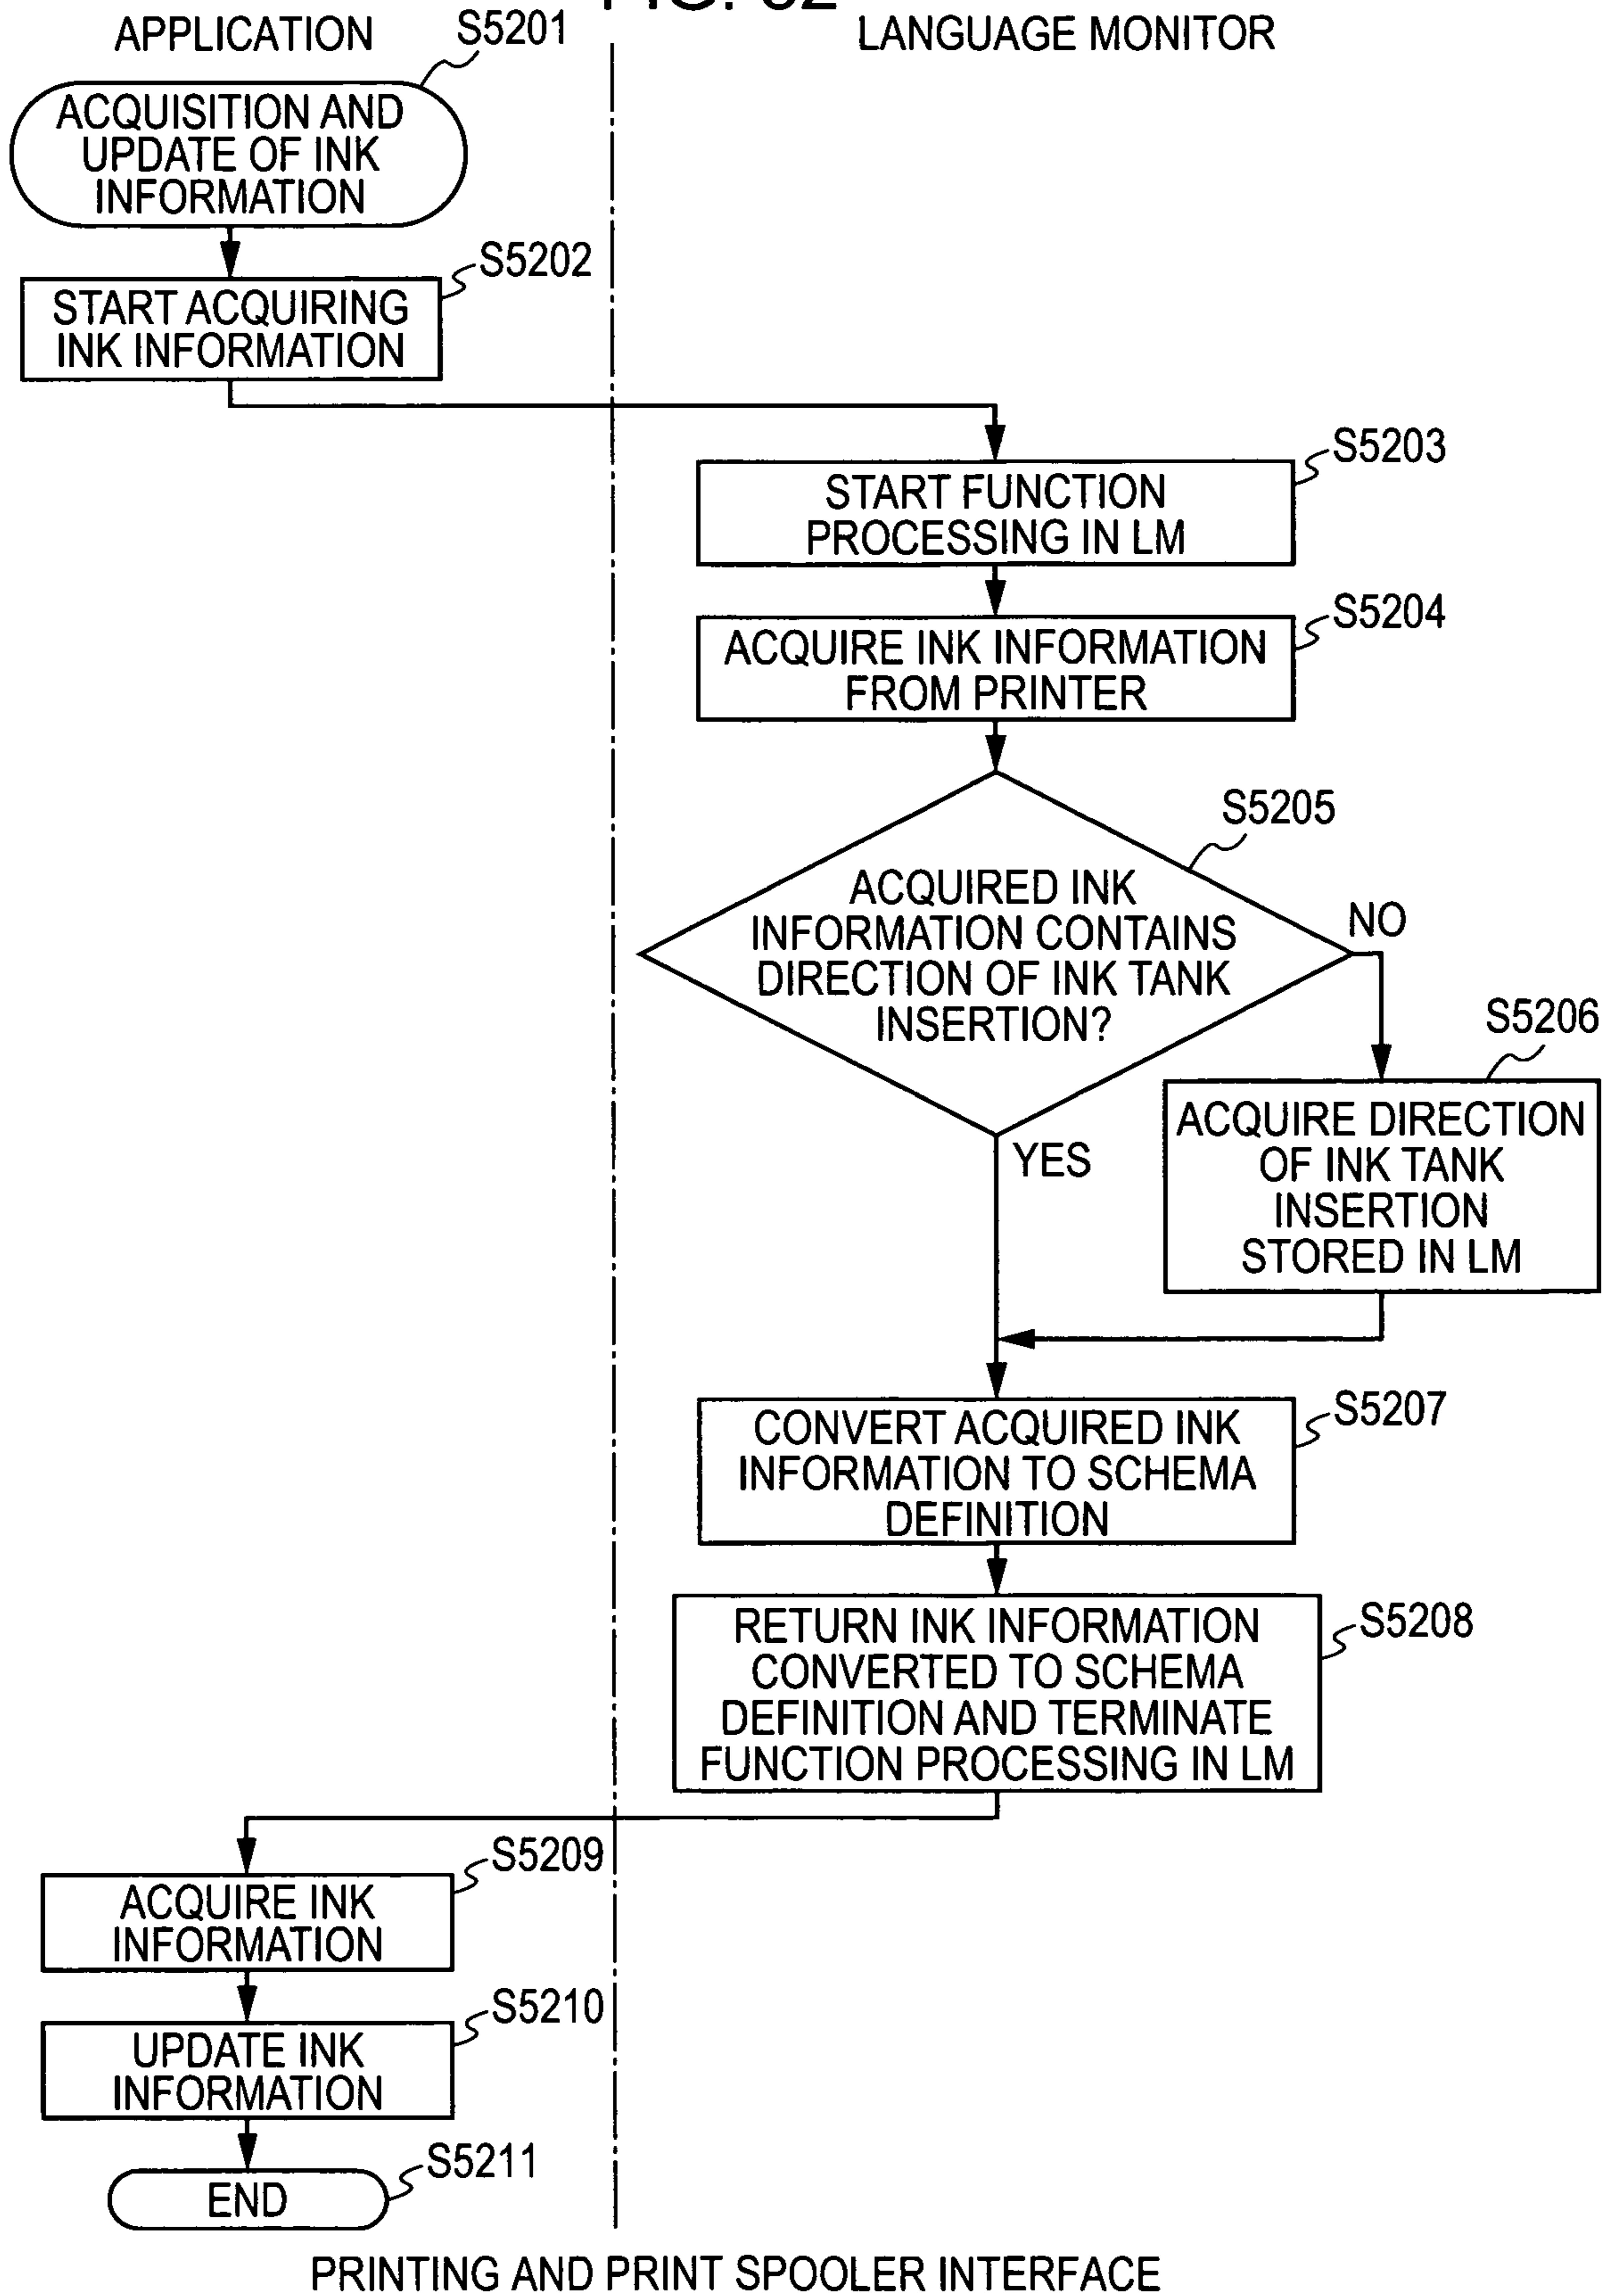 APPLICATION
S5201
LANGUAGE MONITOR
ACQUISITION AND
UPDATE OF INK
INFORMATION
S5202
START ACQUIRING
INK INFORMATION
S5203
START FUNCTION
PROCESSING IN LM
S5204
ACQUIRE INK INFORMATION
FROM PRINTER
S5205
ACQUIRED INK
INFORMATION CONTAINS
DIRECTION OF INK TANK
INSERTION?
NO
YES
S5206
ACQUIRE DIRECTION
OF INK TANK
INSERTION
STORED IN LM
S5207
CONVERT ACQUIRED INK
INFORMATION TO SCHEMA
DEFINITION
S5208
RETURN INK INFORMATION
CONVERTED TO SCHEMA
DEFINITION AND TERMINATE
FUNCTION PROCESSING IN LM
S5209
ACQUIRE INK
INFORMATION
S5210
UPDATE INK
INFORMATION
S5211
END
PRINTING AND PRINT SPOOLER INTERFACE